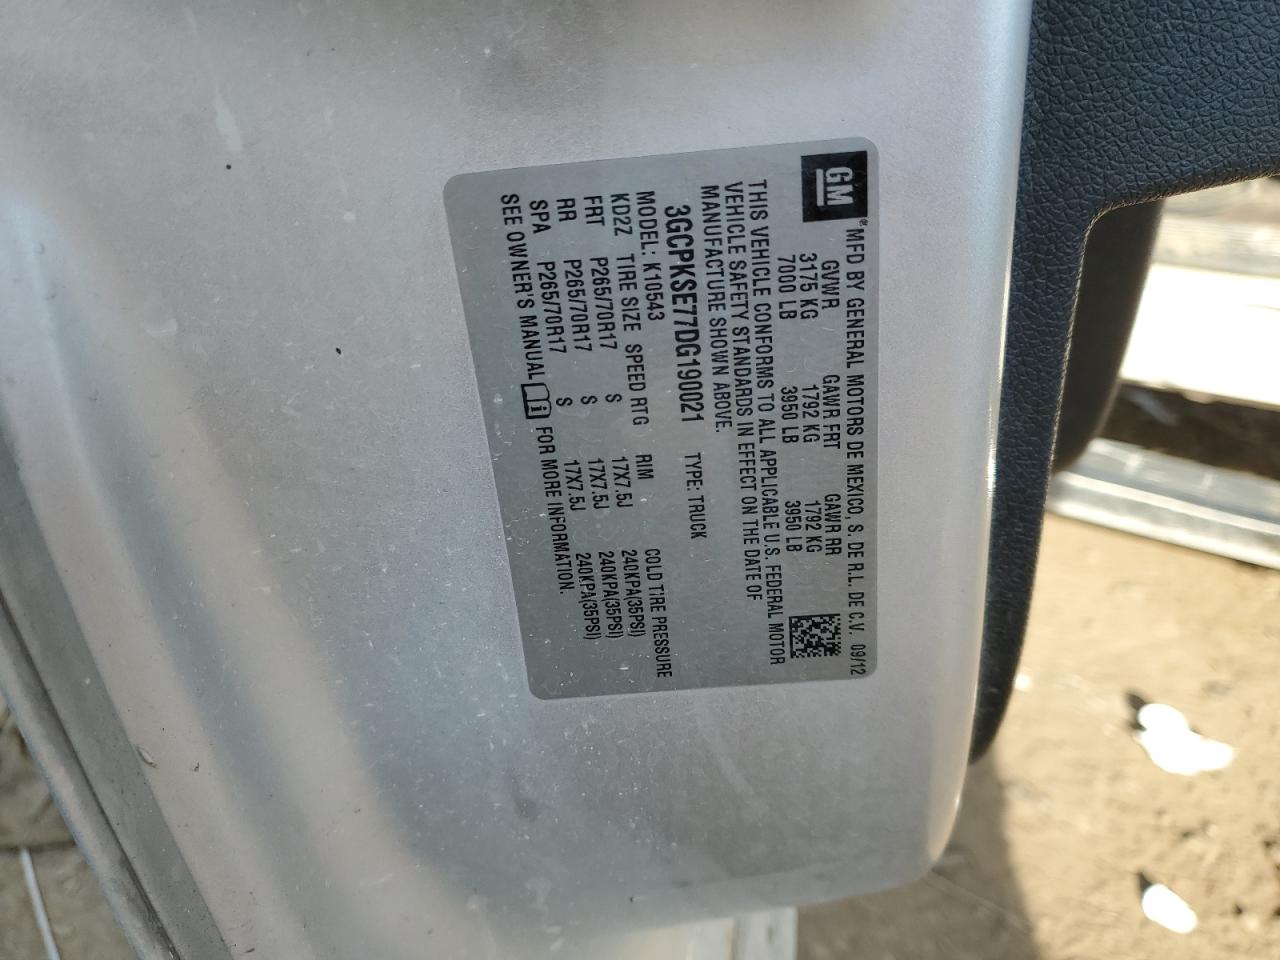 GM® MFD BY GENERAL MOTORS DE MEXICO, S. DE R.L. DE C.V. 09/12
GVWR GAWR FRT GAWR RR
3175 KG 1792 KG 1792 KG
7000 LB 3950 LB 3950 LB
THIS VEHICLE CONFORMS TO ALL APPLICABLE U.S. FEDERAL MOTOR
VEHICLE SAFETY STANDARDS IN EFFECT ON THE DATE OF
MANUFACTURE SHOWN ABOVE.
3GCPKSE77DG190021 TYPE: TRUCK
MODEL: K10543
KD2Z TIRE SIZE SPEED RTG RIM COLD TIRE PRESSURE
FRT P265/70R17 S 17X7.5J 240KPA(35PSI)
RR P265/70R17 S 17X7.5J 240KPA(35PSI)
SPA P265/70R17 S 17X7.5J 240KPA(35PSI)
SEE OWNER'S MANUAL i FOR MORE INFORMATION.